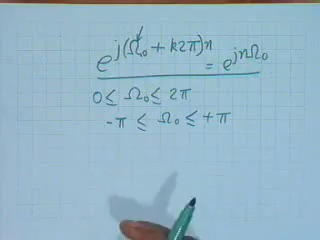 e^{j(Ω₀ + k2π)n} = e^{jnΩ₀}
0 ≤ Ω₀ ≤ 2π
-π ≤ Ω₀ ≤ +π